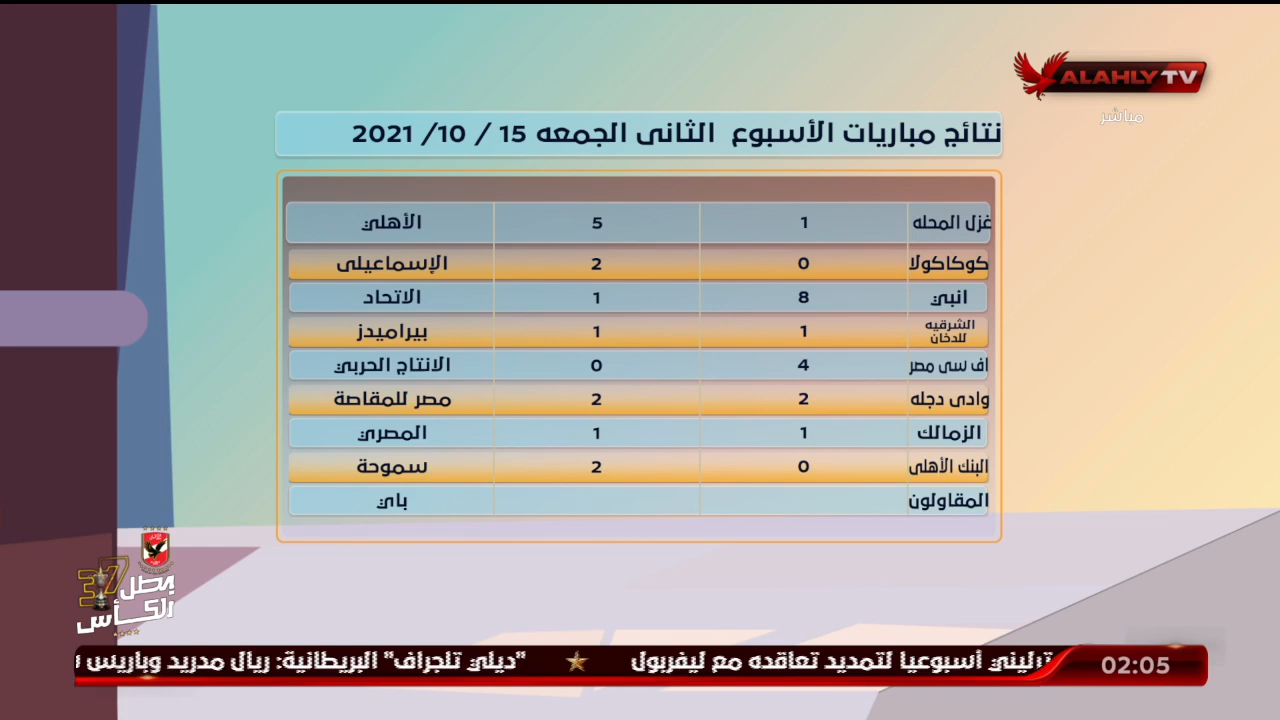 ALAHLY TV
مباشر
نتائج مباريات الأسبوع الثانى الجمعه 15 / 10/ 2021
غزل المحله 1 5 الأهلي
كوكاكولا 0 2 الإسماعيلى
انبي 8 1 الاتحاد
الشرقيه للدخان 1 1 بيراميدز
اف سى مصر 4 0 الانتاج الحربي
وادى دجله 2 2 مصر للمقاصة
الزمالك 1 1 المصري
البنك الأهلى 0 2 سموحة
المقاولون باي
37
بطل
الكأس
ترليني أسبوعيا لتمديد تعاقده مع ليفربول "ديلي تلجراف" البريطانية: ريال مدريد وباريس
02:05